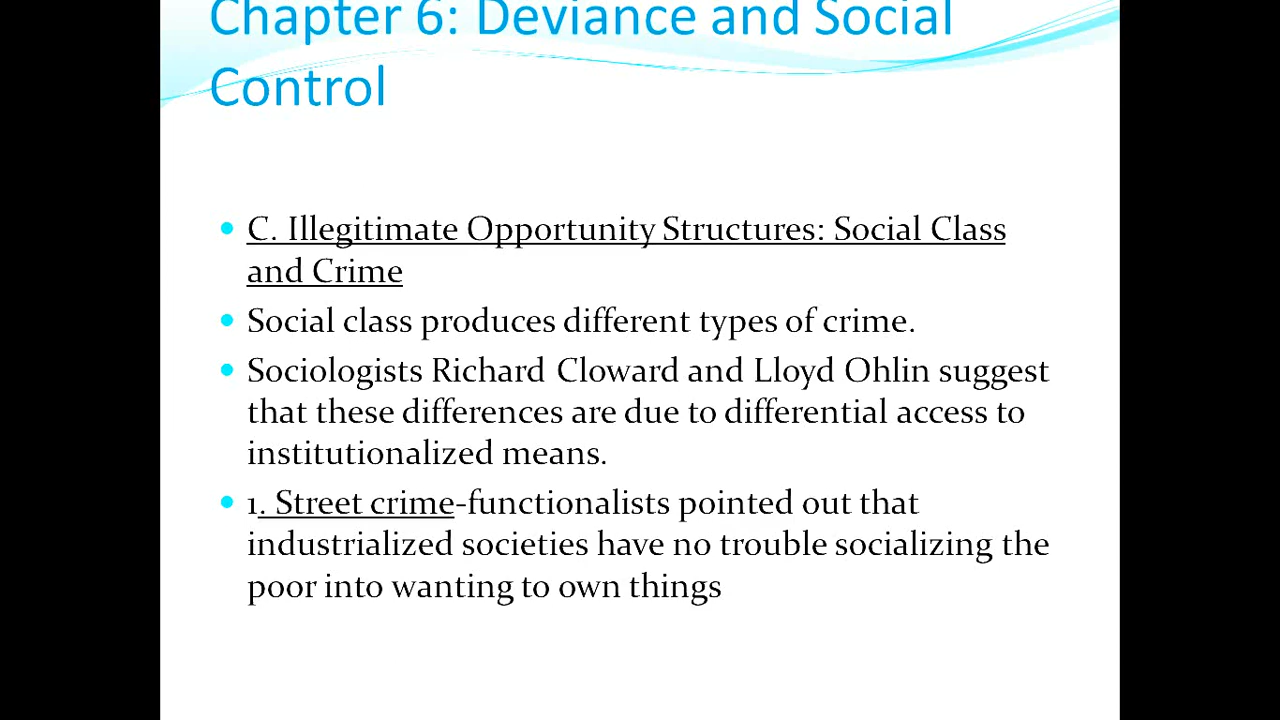 Chapter 6: Deviance and Social
Control
C. Illegitimate Opportunity Structures: Social Class
and Crime
Social class produces different types of crime.
Sociologists Richard Cloward and Lloyd Ohlin suggest
that these differences are due to differential access to
institutionalized means.
1. Street crime-functionalists pointed out that
industrialized societies have no trouble socializing the
poor into wanting to own things